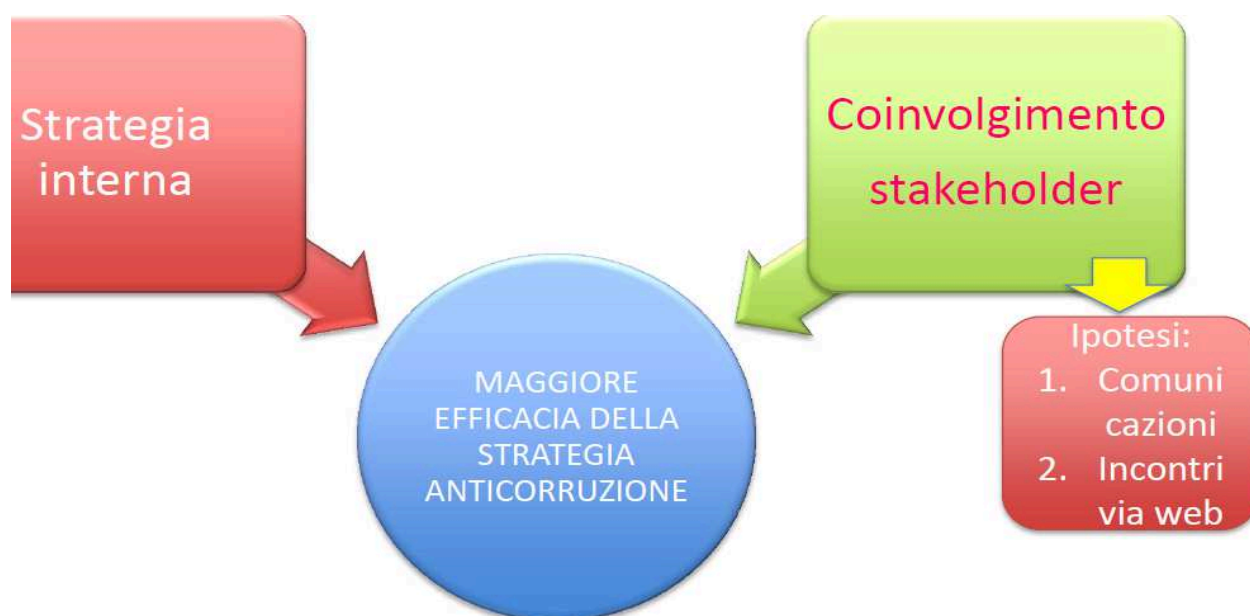 Strategia
interna
Coinvolgimento
stakeholder
MAGGIORE
EFFICACIA DELLA
STRATEGIA
ANTICORRUZIONE
Ipotesi:
1. Comuni
cazioni
2. Incontri
via web